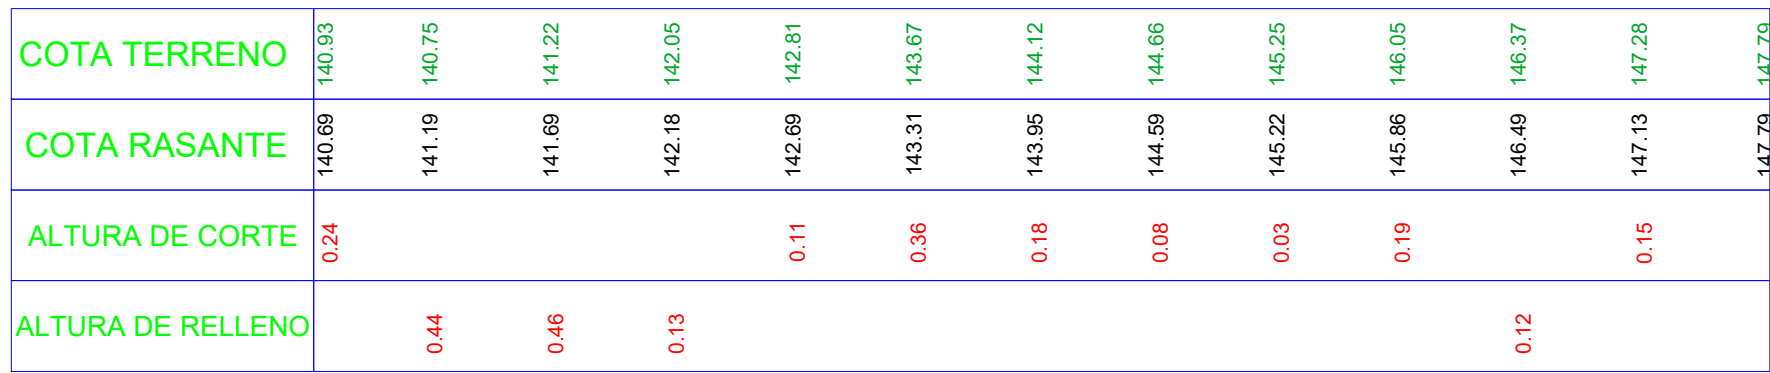 COTA TERRENO 140.93 140.75 141.22 142.05 142.81 143.67 144.12 144.66 145.25 146.05 146.37 147.28 147.79
COTA RASANTE 140.69 141.19 141.69 142.18 142.69 143.31 143.95 144.59 145.22 145.86 146.49 147.13 147.79
ALTURA DE CORTE 0.24 0.11 0.36 0.18 0.08 0.03 0.19 0.15
ALTURA DE RELLENO 0.44 0.46 0.13 0.12